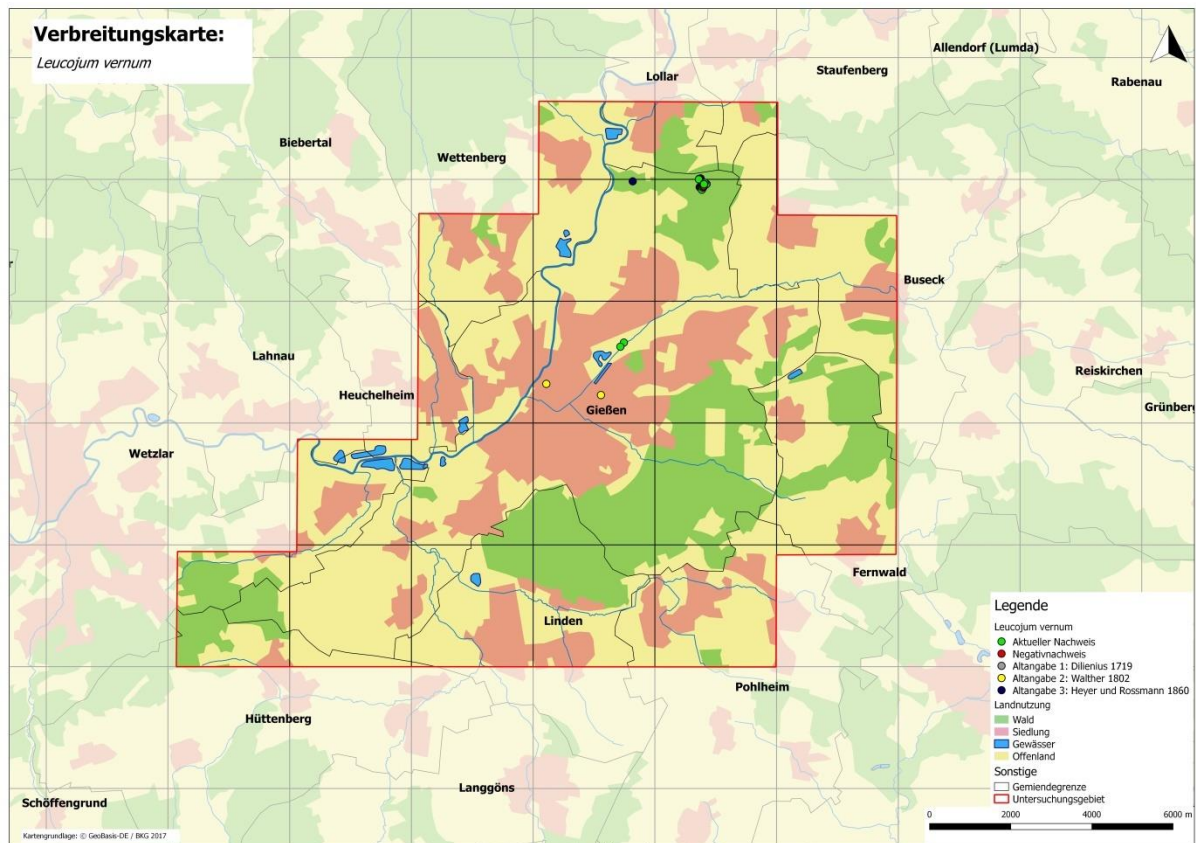 Verbreitungskarte:
Leucojum vernum
Allendorf (Lumda)
Lollar
Staufenberg
Rabenau
Biebertal
Wettenberg
Buseck
Lahnau
Heuchelheim
Reiskirchen
Gießen
Grünberg
Wetzlar
Fernwald
Linden
Pohlheim
Hüttenberg
Langgöns
Schöffengrund
Legende
Leucojum vernum
Aktueller Nachweis
Negativnachweis
Altangabe 1: Dilienius 1719
Altangabe 2: Walther 1802
Altangabe 3: Heyer und Rossmann 1860
Landnutzung
Wald
Siedlung
Gewässer
Offenland
Sonstige
Gemiendegrenze
Untersuchungsgebiet
0 2000 4000 6000 m
Kartengrundlage: © GeoBasis-DE / BKG 2017